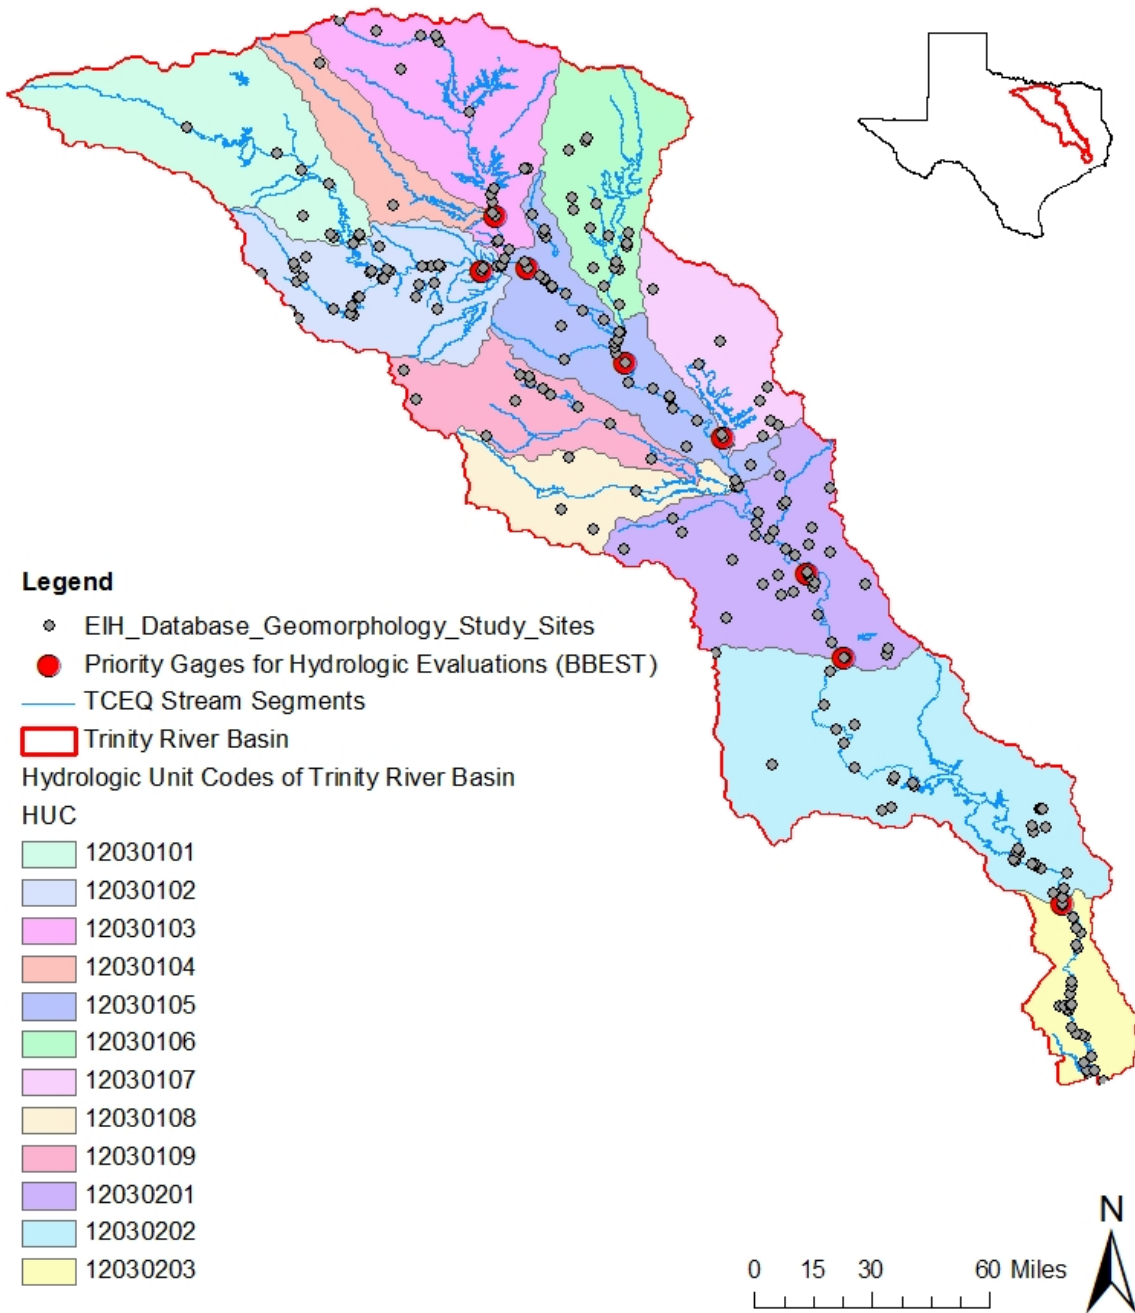 Legend
EIH_Database_Geomorphology_Study_Sites
Priority Gages for Hydrologic Evaluations (BBEST)
TCEQ Stream Segments
Trinity River Basin
Hydrologic Unit Codes of Trinity River Basin
HUC
12030101
12030102
12030103
12030104
12030105
12030106
12030107
12030108
12030109
12030201
12030202
12030203
N
0 15 30 60 Miles